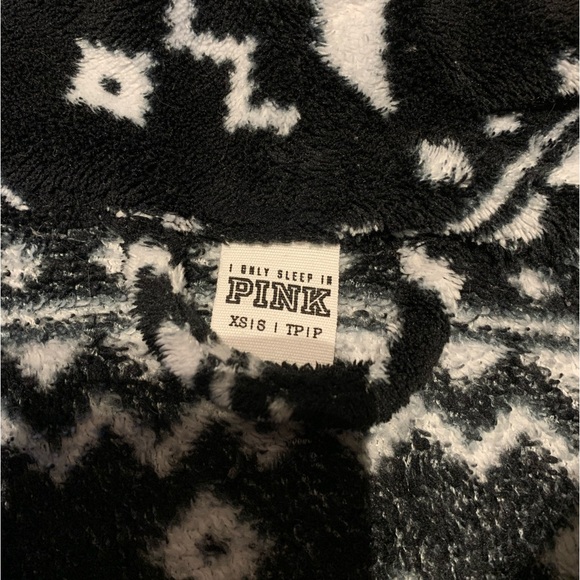 I ONLY SLEEP IN
PINK
XS|S | TP|P